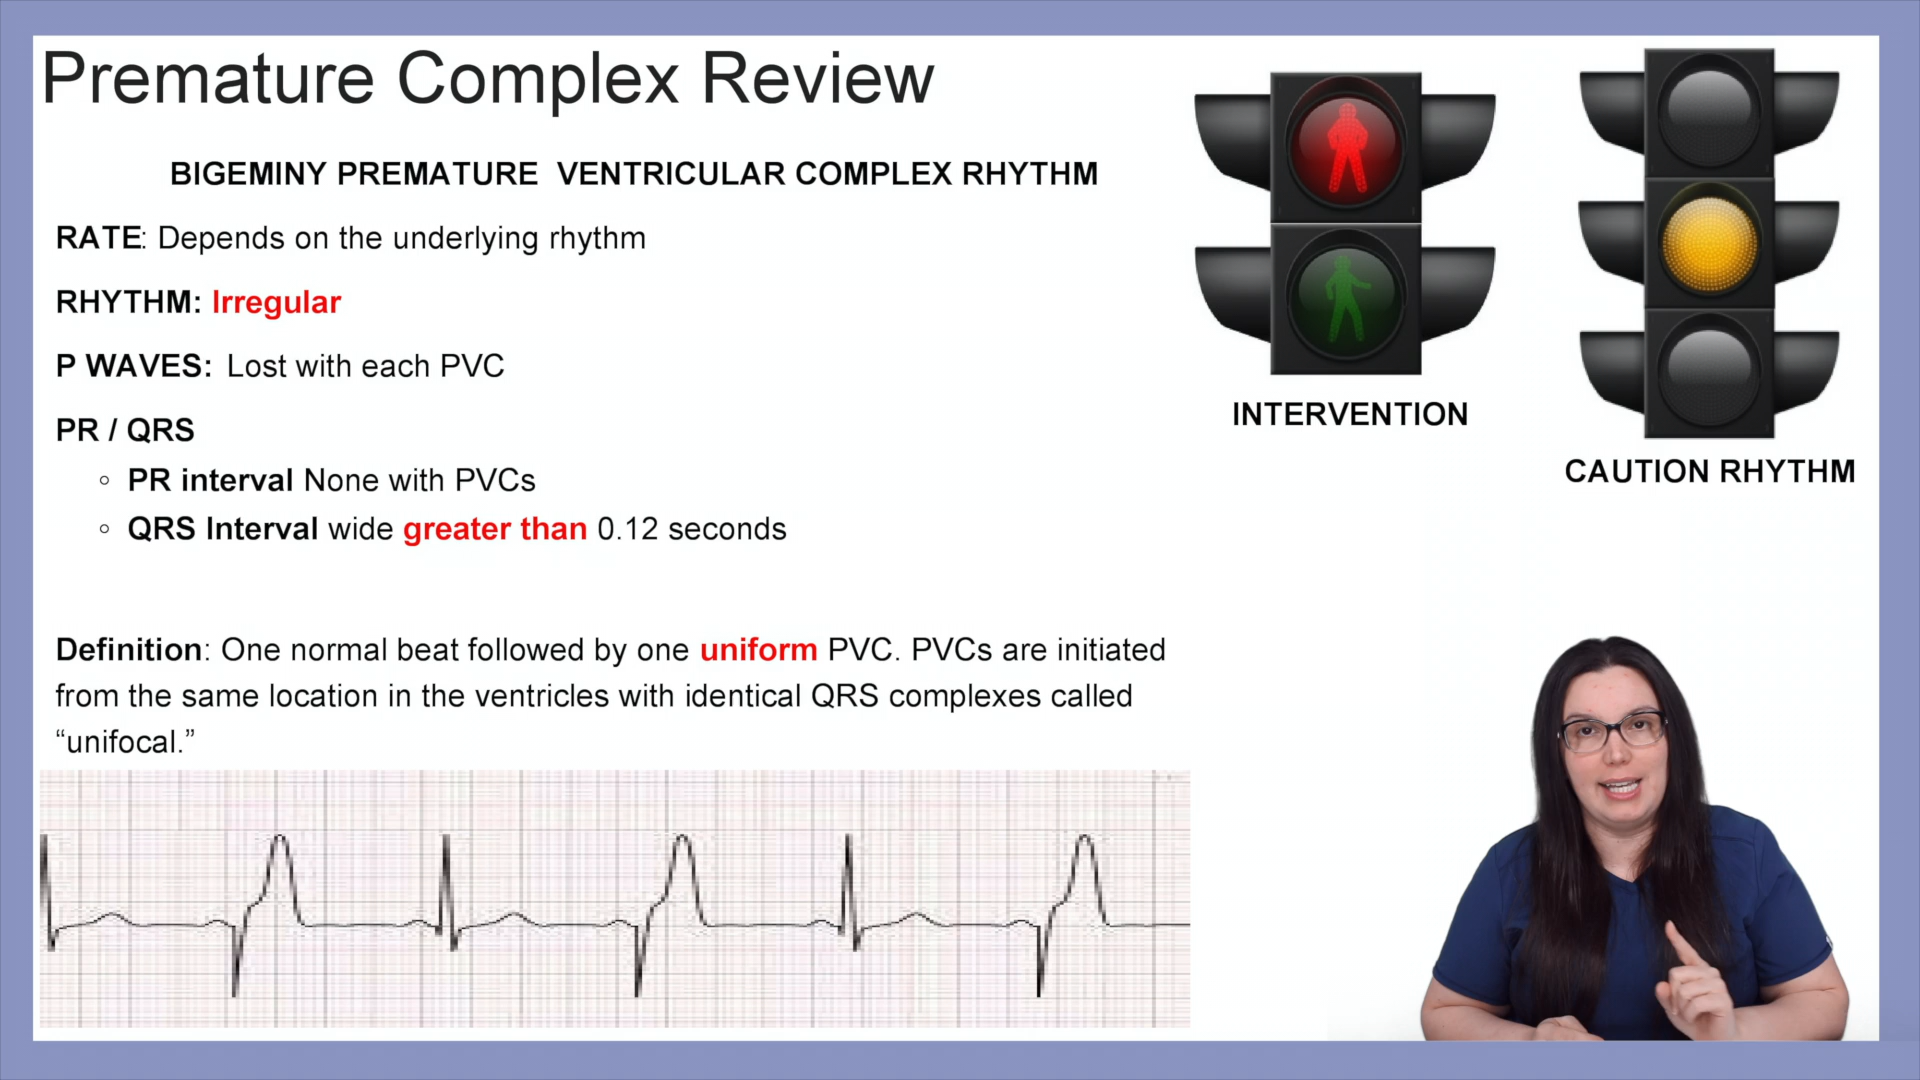 Premature Complex Review
BIGEMINY PREMATURE VENTRICULAR COMPLEX RHYTHM
RATE: Depends on the underlying rhythm
RHYTHM: Irregular
P WAVES: Lost with each PVC
PR / QRS
◦ PR interval None with PVCs
◦ QRS Interval wide greater than 0.12 seconds
Definition: One normal beat followed by one uniform PVC. PVCs are initiated
from the same location in the ventricles with identical QRS complexes called
“unifocal.”
INTERVENTION
CAUTION RHYTHM